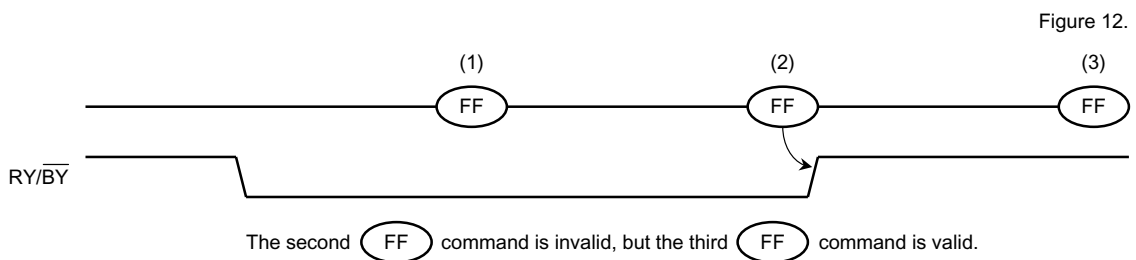 Figure 12.
(1) (2) (3)
FF FF FF
RY/B̅Y̅
The second FF command is invalid, but the third FF command is valid.